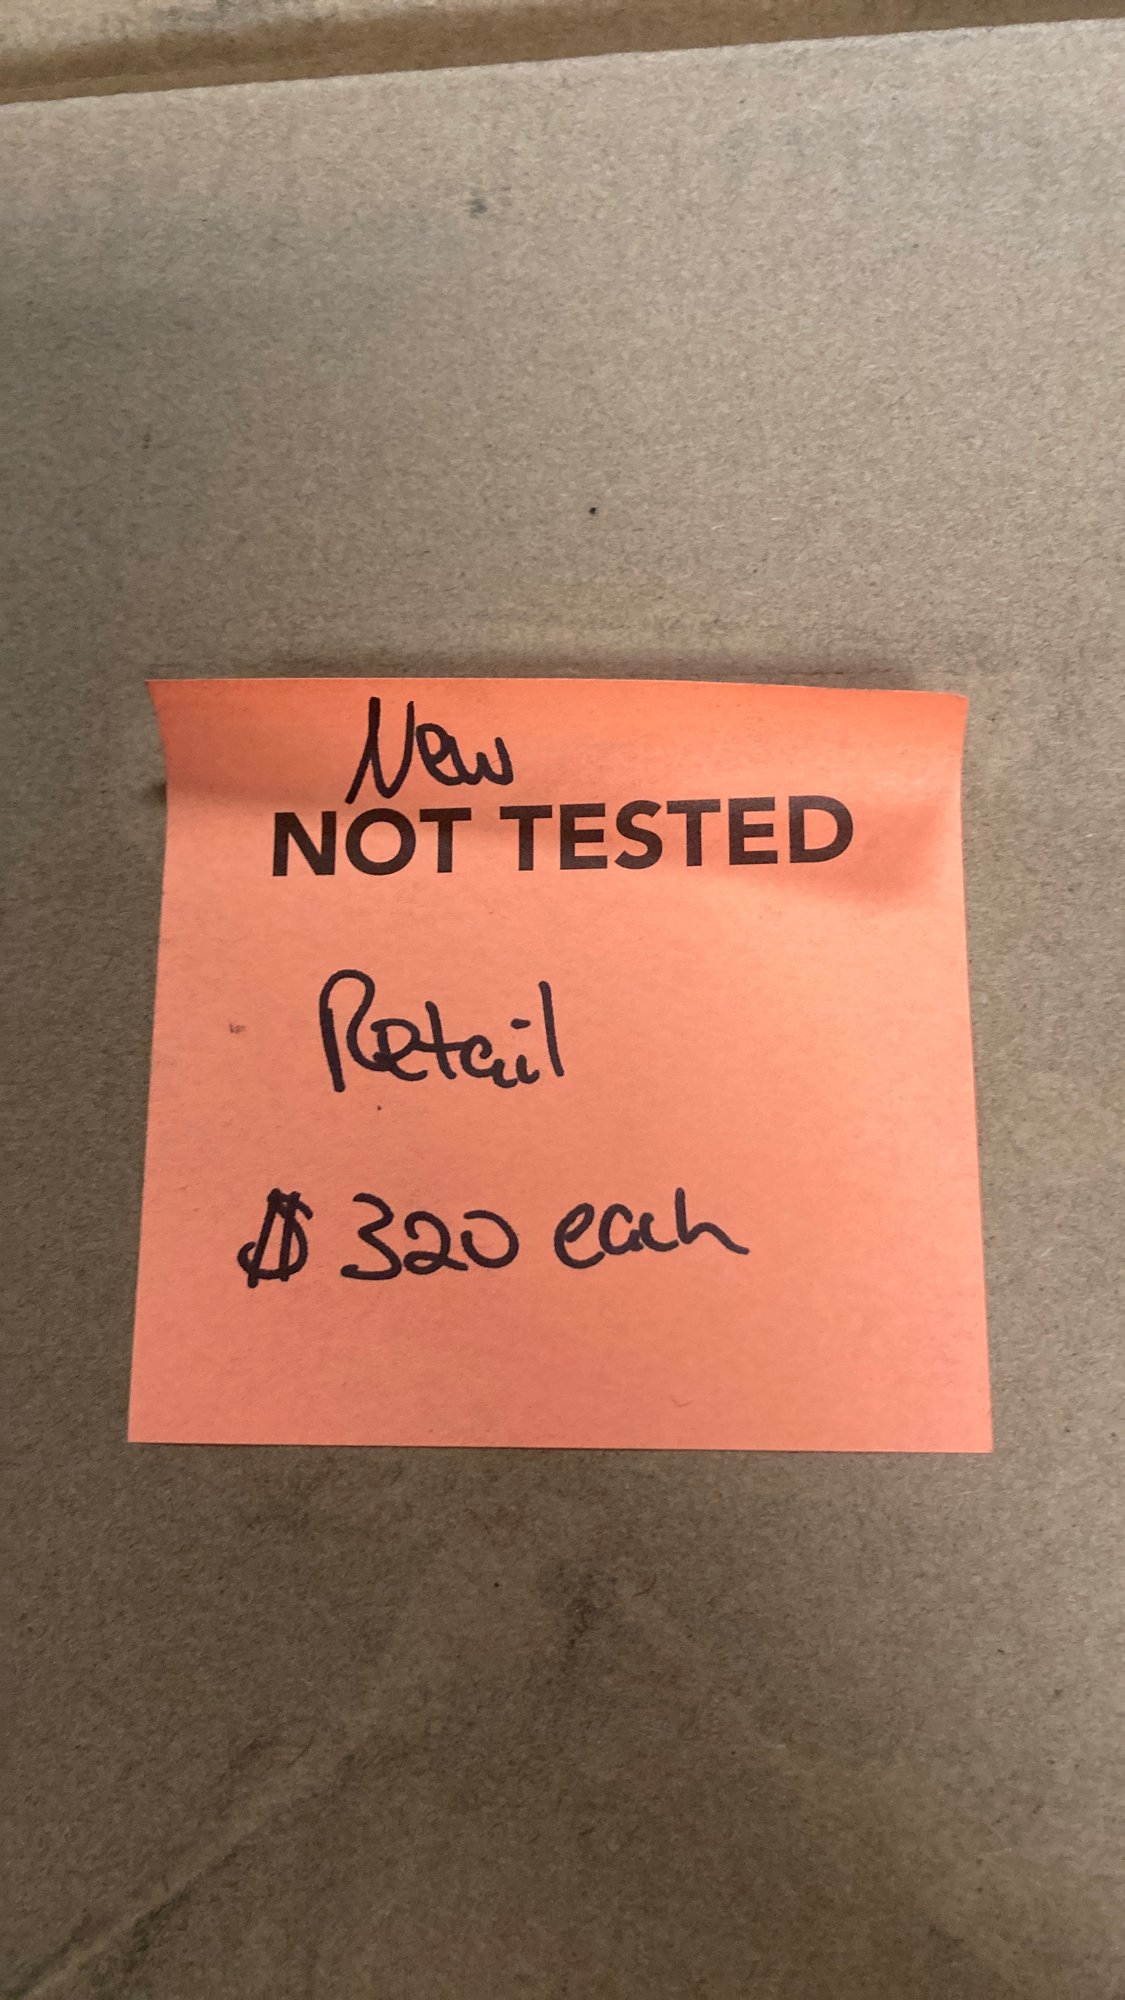 New
NOT TESTED
Retail
$ 320 each